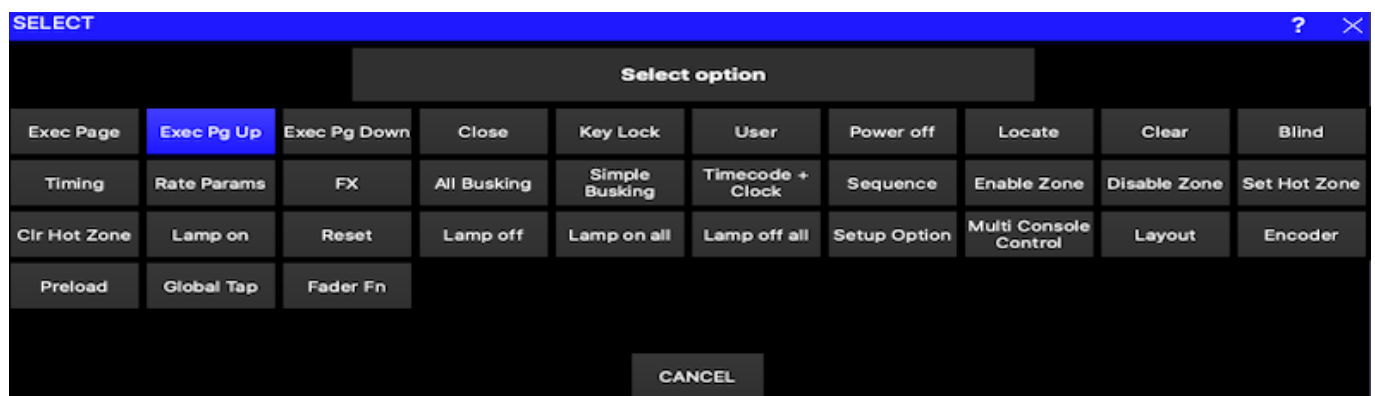 SELECT ?
Select option
Exec Page Exec Pg Up Exec Pg Down Close Key Lock User Power off Locate Clear Blind
Timing Rate Params FX All Busking Simple Busking Timecode + Clock Sequence Enable Zone Disable Zone Set Hot Zone
Clr Hot Zone Lamp on Reset Lamp off Lamp on all Lamp off all Setup Option Multi Console Control Layout Encoder
Preload Global Tap Fader Fn
CANCEL